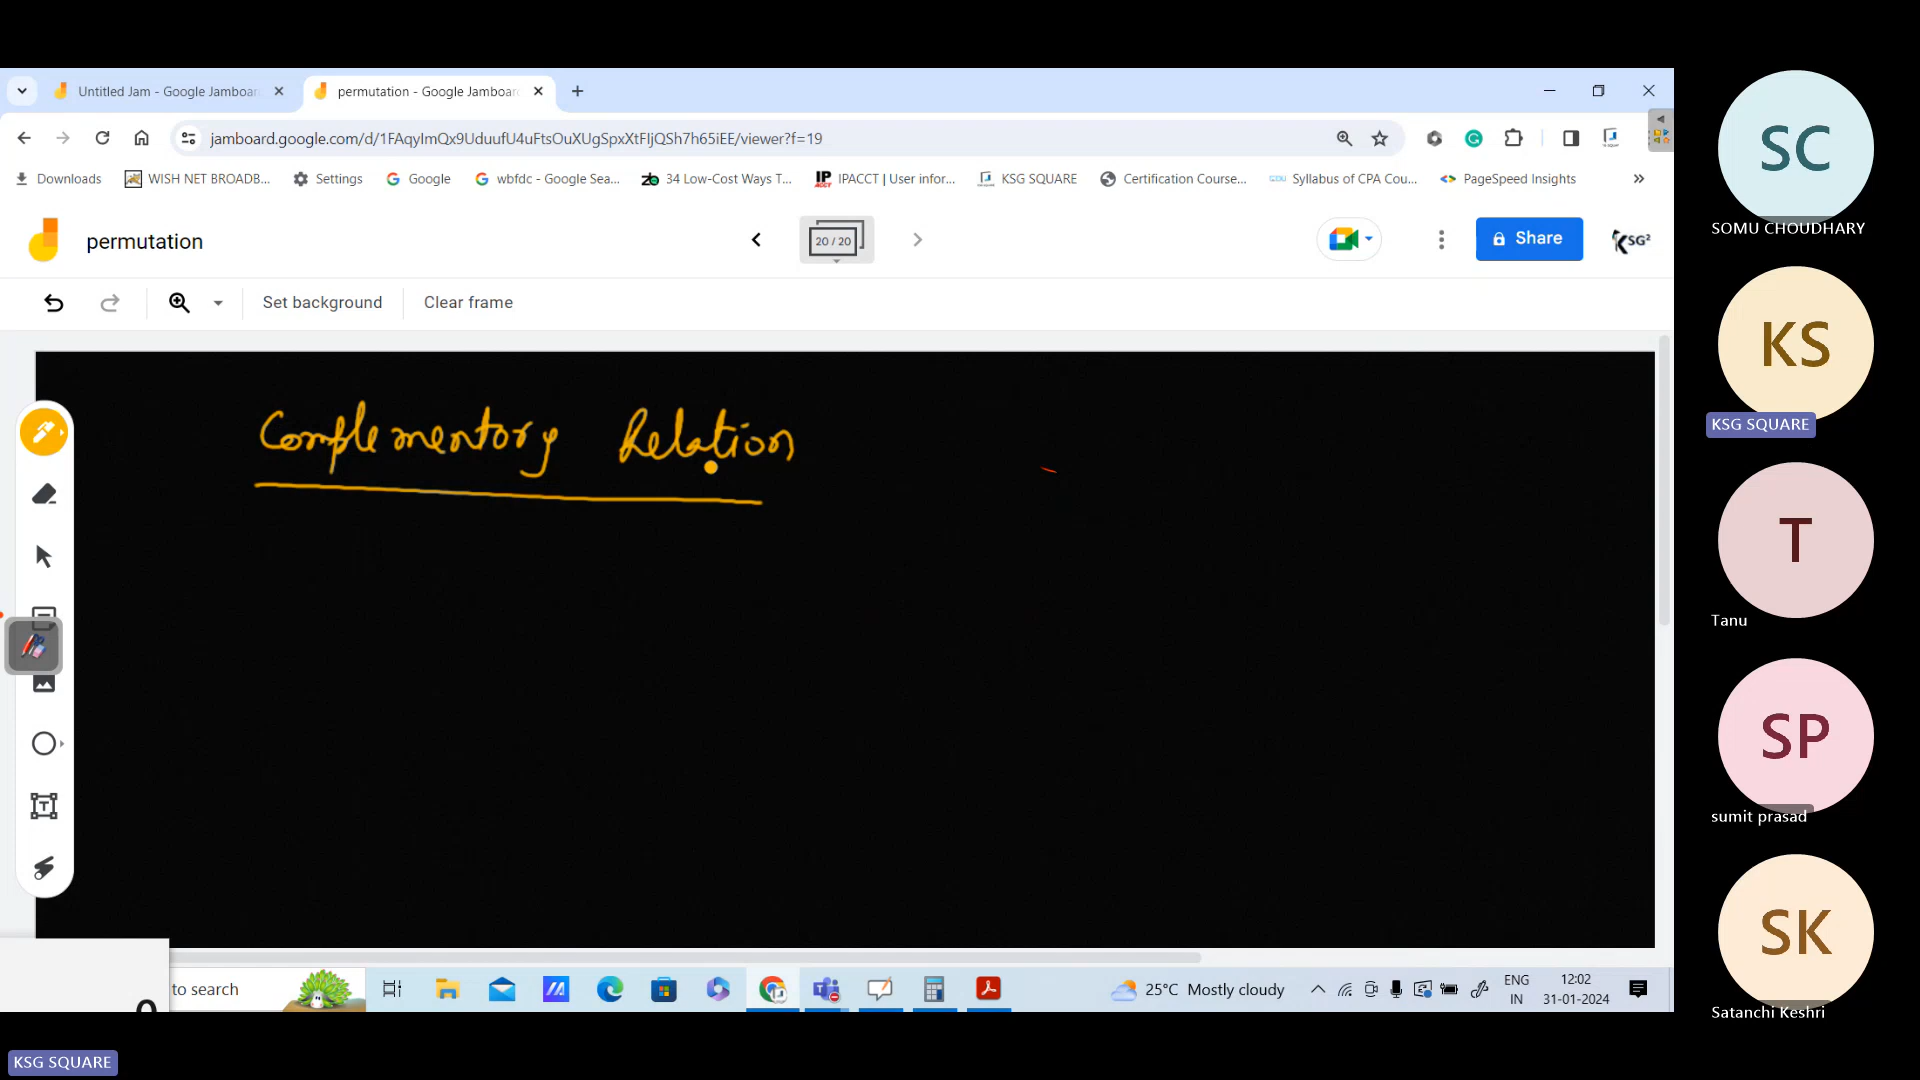 Untitled Jam - Google Jamboar
permutation - Google Jamboar
jamboard.google.com/d/1FAqyImQx9UduufU4uFtsOuXUgSpxXtFIjQSh7h65iEE/viewer?f=19
Downloads
WISH NET BROADB...
Settings
Google
wbfdc - Google Sea...
34 Low-Cost Ways T...
IPACCT | User infor...
KSG SQUARE
Certification Course...
Syllabus of CPA Cou...
PageSpeed Insights
permutation
20 / 20
Share
KSG²
Set background
Clear frame
Complementory Relation
to search
25°C Mostly cloudy
ENG
IN
12:02
31-01-2024
SC
SOMU CHOUDHARY
KS
KSG SQUARE
T
Tanu
SP
sumit prasad
SK
Satanchi Keshri
KSG SQUARE